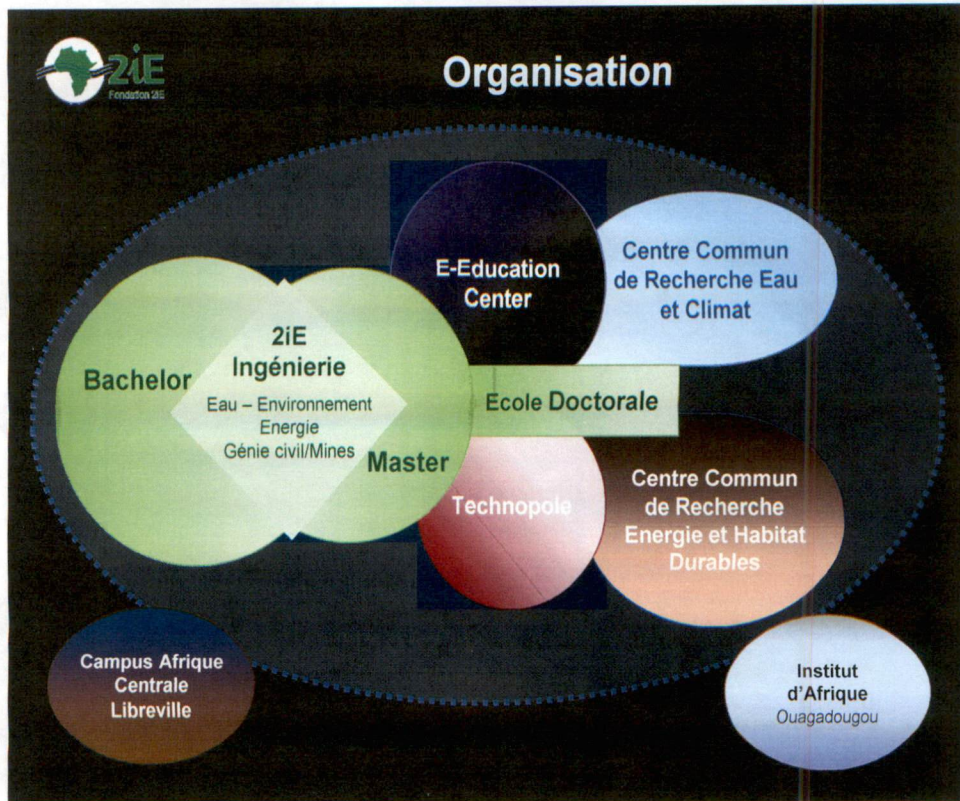 2iE
Fondation 2iE
Organisation
E-Education
Center
Centre Commun
de Recherche Eau
et Climat
Bachelor
2iE
Ingénierie
Eau – Environnement
Energie
Génie civil/Mines
Master
Ecole Doctorale
Technopole
Centre Commun
de Recherche
Energie et Habitat
Durables
Campus Afrique
Centrale
Libreville
Institut
d'Afrique
Ouagadougou